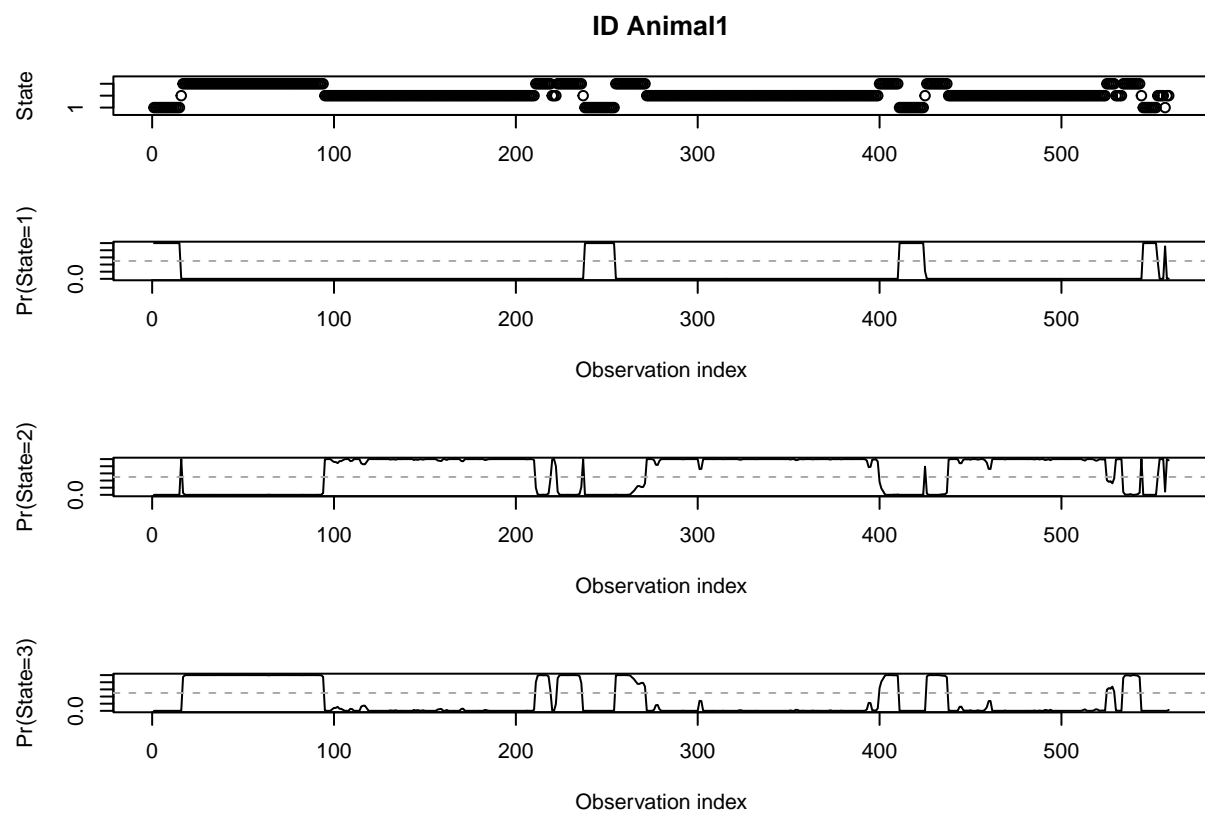 ID Animal1
State
1
0 100 200 300 400 500
Pr(State=1)
0.0
0 100 200 300 400 500
Observation index
Pr(State=2)
0.0
0 100 200 300 400 500
Observation index
Pr(State=3)
0.0
0 100 200 300 400 500
Observation index